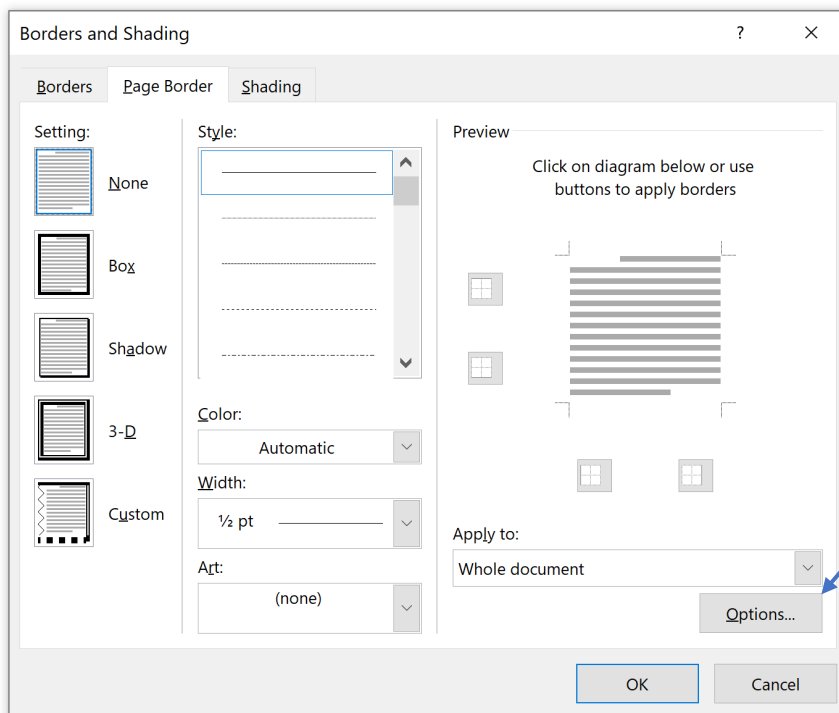 Borders and Shading
?
Borders
Page Border
Shading
Setting:
None
Box
Shadow
3-D
Custom
Style:
Color:
Automatic
Width:
½ pt
Art:
(none)
Preview
Click on diagram below or use
buttons to apply borders
Apply to:
Whole document
Options...
OK
Cancel